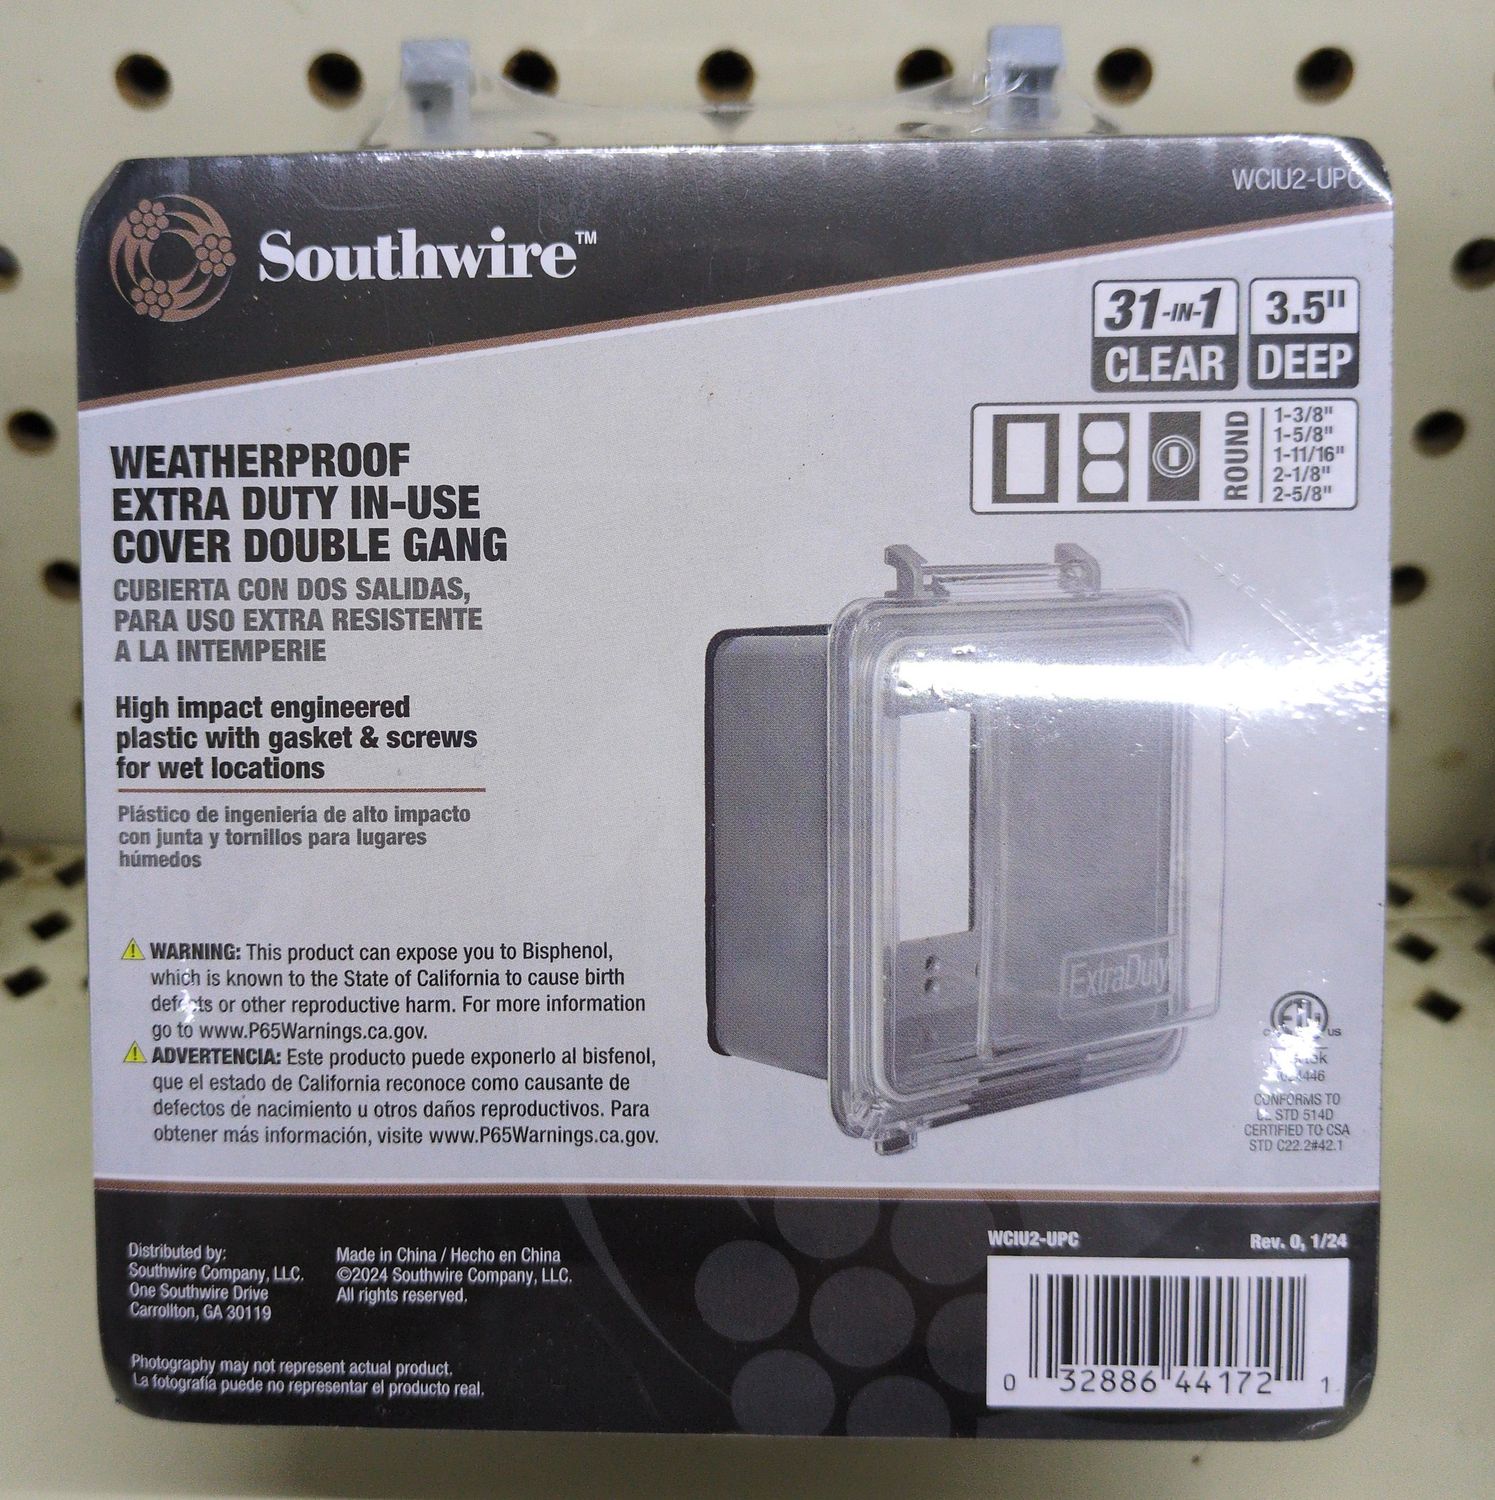 WCIU2-UPC
Southwire™
31-IN-1
CLEAR
3.5"
DEEP
ROUND
1-3/8"
1-5/8"
1-11/16"
2-1/8"
2-5/8"
WEATHERPROOF
EXTRA DUTY IN-USE
COVER DOUBLE GANG
CUBIERTA CON DOS SALIDAS,
PARA USO EXTRA RESISTENTE
A LA INTEMPERIE
High impact engineered
plastic with gasket & screws
for wet locations
Plástico de ingeniería de alto impacto
con junta y tornillos para lugares
húmedos
WARNING: This product can expose you to Bisphenol,
which is known to the State of California to cause birth
defects or other reproductive harm. For more information
go to www.P65Warnings.ca.gov.
ADVERTENCIA: Este producto puede exponerlo al bisfenol,
que el estado de California reconoce como causante de
defectos de nacimiento u otros daños reproductivos. Para
obtener más información, visite www.P65Warnings.ca.gov.
ExtraDuty
US
CONFORMS TO
UL STD 514D
CERTIFIED TO CSA
STD C22.2#42.1
Distributed by:
Southwire Company, LLC.
One Southwire Drive
Carrollton, GA 30119
Made in China / Hecho en China
©2024 Southwire Company, LLC.
All rights reserved.
Photography may not represent actual product.
La fotografía puede no representar el producto real.
WCIU2-UPC
Rev. 0, 1/24
0 32886 44172 1